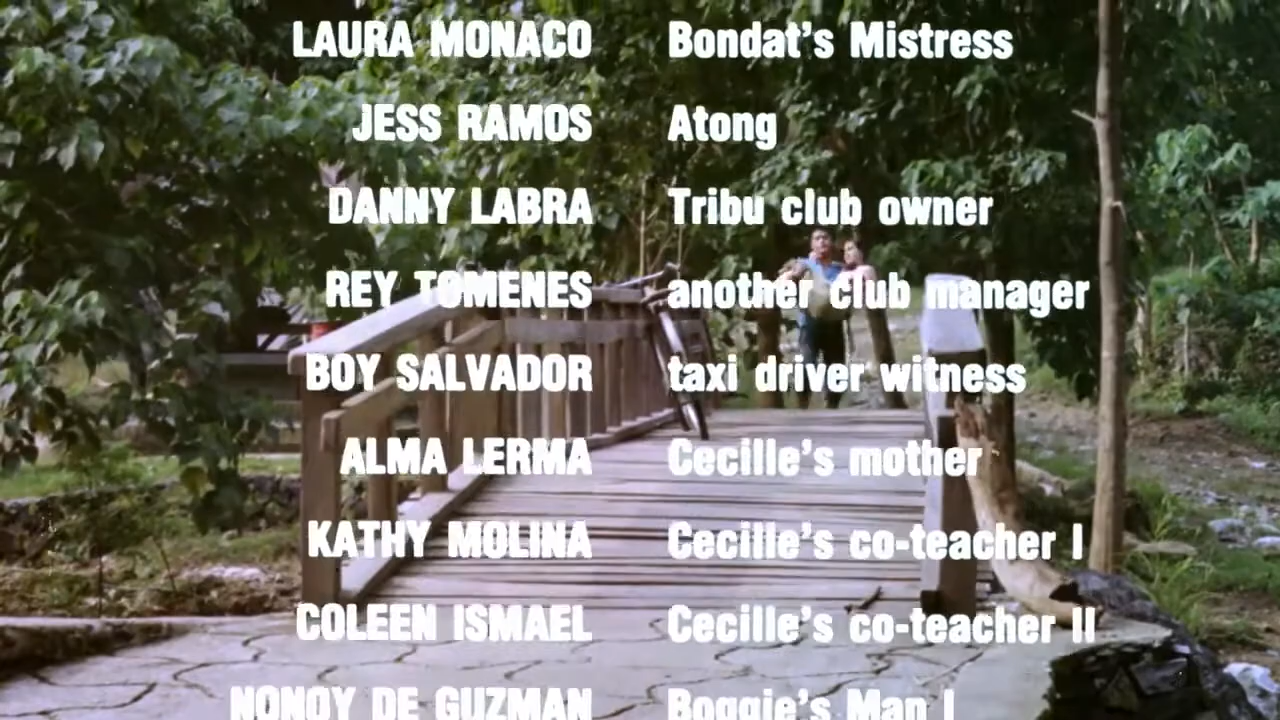 LAURA MONACO Bondat's Mistress
JESS RAMOS Atong
DANNY LABRA Tribu club owner
REY TOMENES another club manager
BOY SALVADOR taxi driver witness
ALMA LERMA Cecille's mother
KATHY MOLINA Cecille's co-teacher I
COLEEN ISMAEL Cecille's co-teacher II
NONOY DE GUZMAN Boggie's Man I